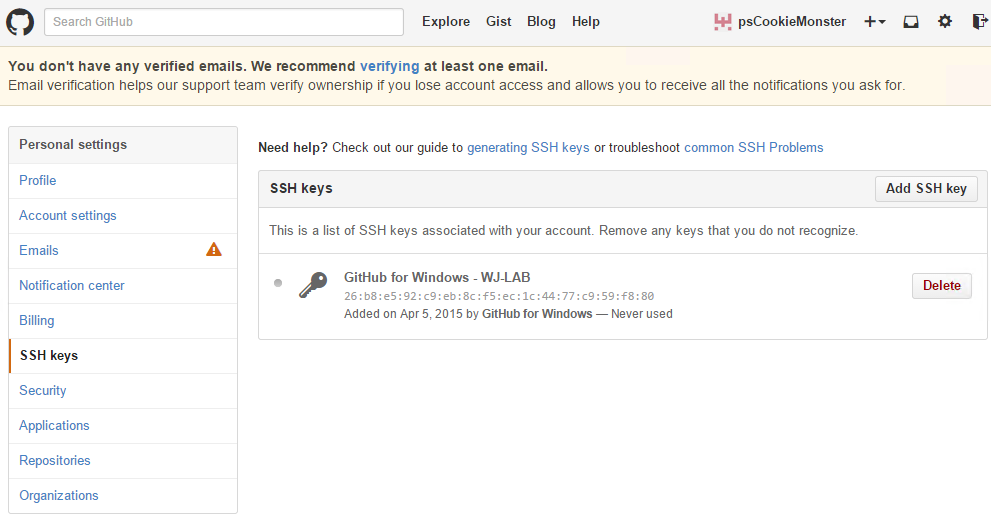 Search GitHub
Explore Gist Blog Help
psCookieMonster
You don't have any verified emails. We recommend verifying at least one email.
Email verification helps our support team verify ownership if you lose account access and allows you to receive all the notifications you ask for.
Personal settings
Profile
Account settings
Emails
Notification center
Billing
SSH keys
Security
Applications
Repositories
Organizations
Need help? Check out our guide to generating SSH keys or troubleshoot common SSH Problems
SSH keys
Add SSH key
This is a list of SSH keys associated with your account. Remove any keys that you do not recognize.
GitHub for Windows - WJ-LAB
26:b8:e5:92:c9:eb:8c:f5:ec:1c:44:77:c9:59:f8:80
Added on Apr 5, 2015 by GitHub for Windows — Never used
Delete